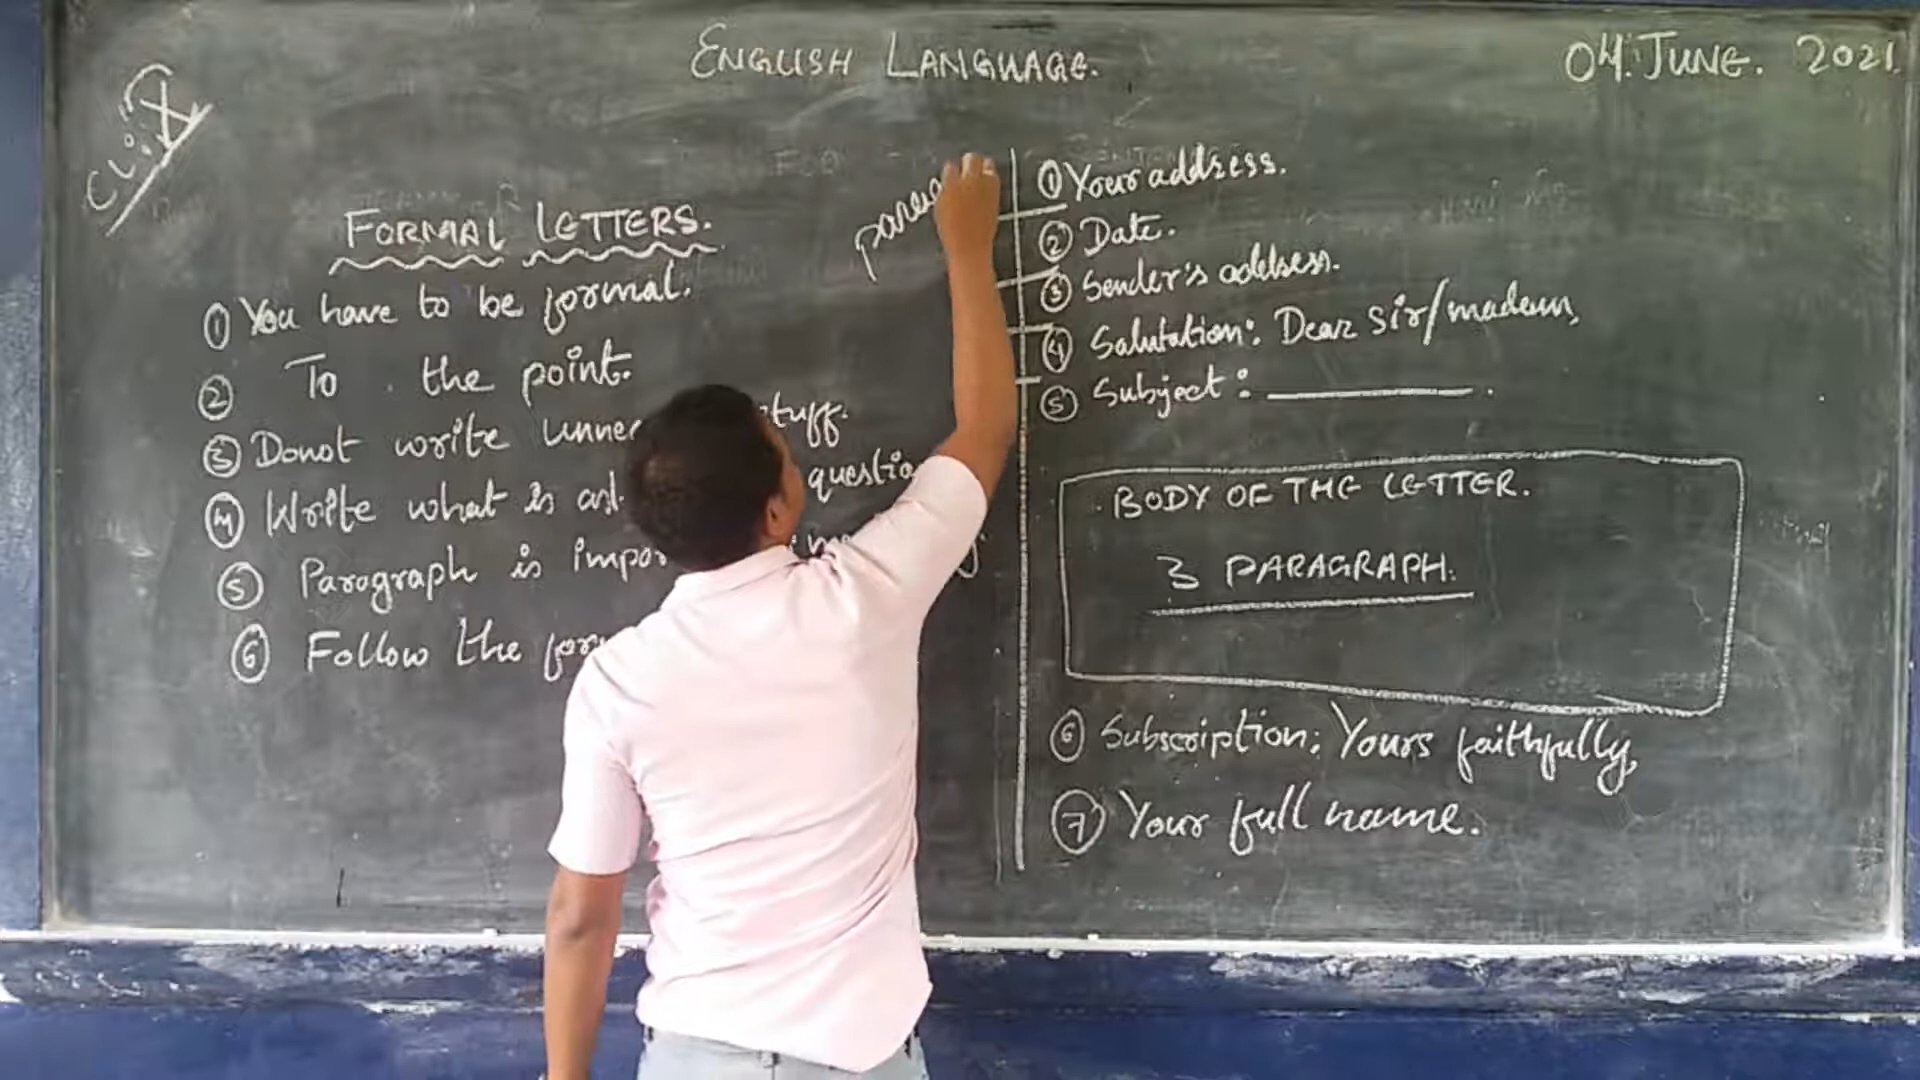 ENGLISH LANGUAGE.
04. JUNE. 2021.
CL: X
FORMAL LETTERS.
① You have to be formal.
② To the point.
③ Donot write
④ Write what is
⑤ Paragraph is
⑥ Follow the
① Your address.
② Date.
③ Sender's address.
④ Salutation: Dear Sir/madam,
⑤ Subject: ______.
BODY OF THE LETTER.
3 PARAGRAPH.
⑥ Subscription: Yours faithfully,
⑦ Your full name.